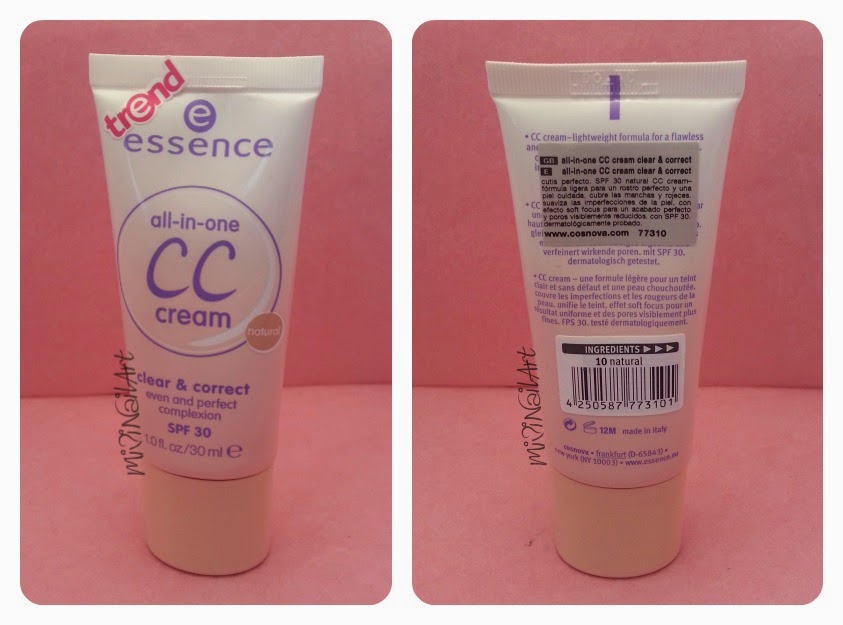 trend
e
essence
all-in-one
CC
cream
natural
clear & correct
even and perfect
complexion
SPF 30
1.0 fl. oz/30 ml e
MiViNailArt
• CC cream–lightweight formula for a flawless
GB all-in-one CC cream clear & correct
E all-in-one CC cream clear & correct
cutis perfecto. SPF 30 natural CC cream–
fórmula ligera para un rostro perfecto y una
piel cuidada. cubre las manchas y rojeces.
suaviza las imperfecciones de la piel. con
efecto soft focus para un acabado perfecto
y poros visiblemente reducidos. con SPF 30.
dermatológicamente probado.
www.cosnova.com 77310
verfeinert wirkende poren. mit SPF 30.
dermatologisch getestet.
• CC cream – une formule légère pour un teint
clair et sans défaut et une peau chouchoutée.
couvre les imperfections et les rougeurs de la
peau. unifie le teint. effet soft focus pour un
résultat uniforme et des pores visiblement plus
fines. FPS 30. testé dermatologiquement.
INGREDIENTS
10 natural
4 250587 773101
12M made in italy
cosnova • frankfurt (D-65843) •
new york (NY 10003) • www.essence.eu
MiViNailArt